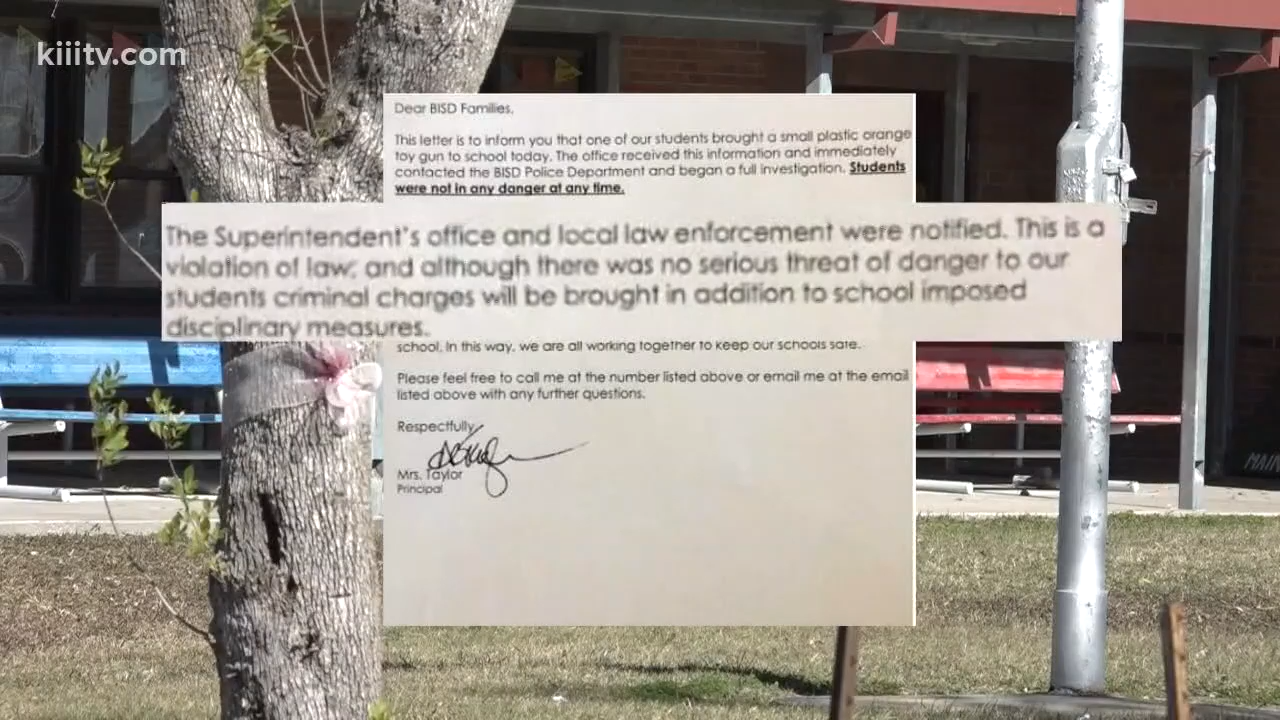 kiiitv.com
Dear BISD Families,
This letter is to inform you that one of our students brought a small plastic orange
toy gun to school today. The office received this information and immediately
contacted the BISD Police Department and began a full investigation. Students
were not in any danger at any time.
The Superintendent's office and local law enforcement were notified. This is a
violation of law; and although there was no serious threat of danger to our
students criminal charges will be brought in addition to school imposed
disciplinary measures.
school. In this way, we are all working together to keep our schools safe.
Please feel free to call me at the number listed above or email me at the email
listed above with any further questions.
Respectfully,
Mrs. Taylor
Principal
MAIN